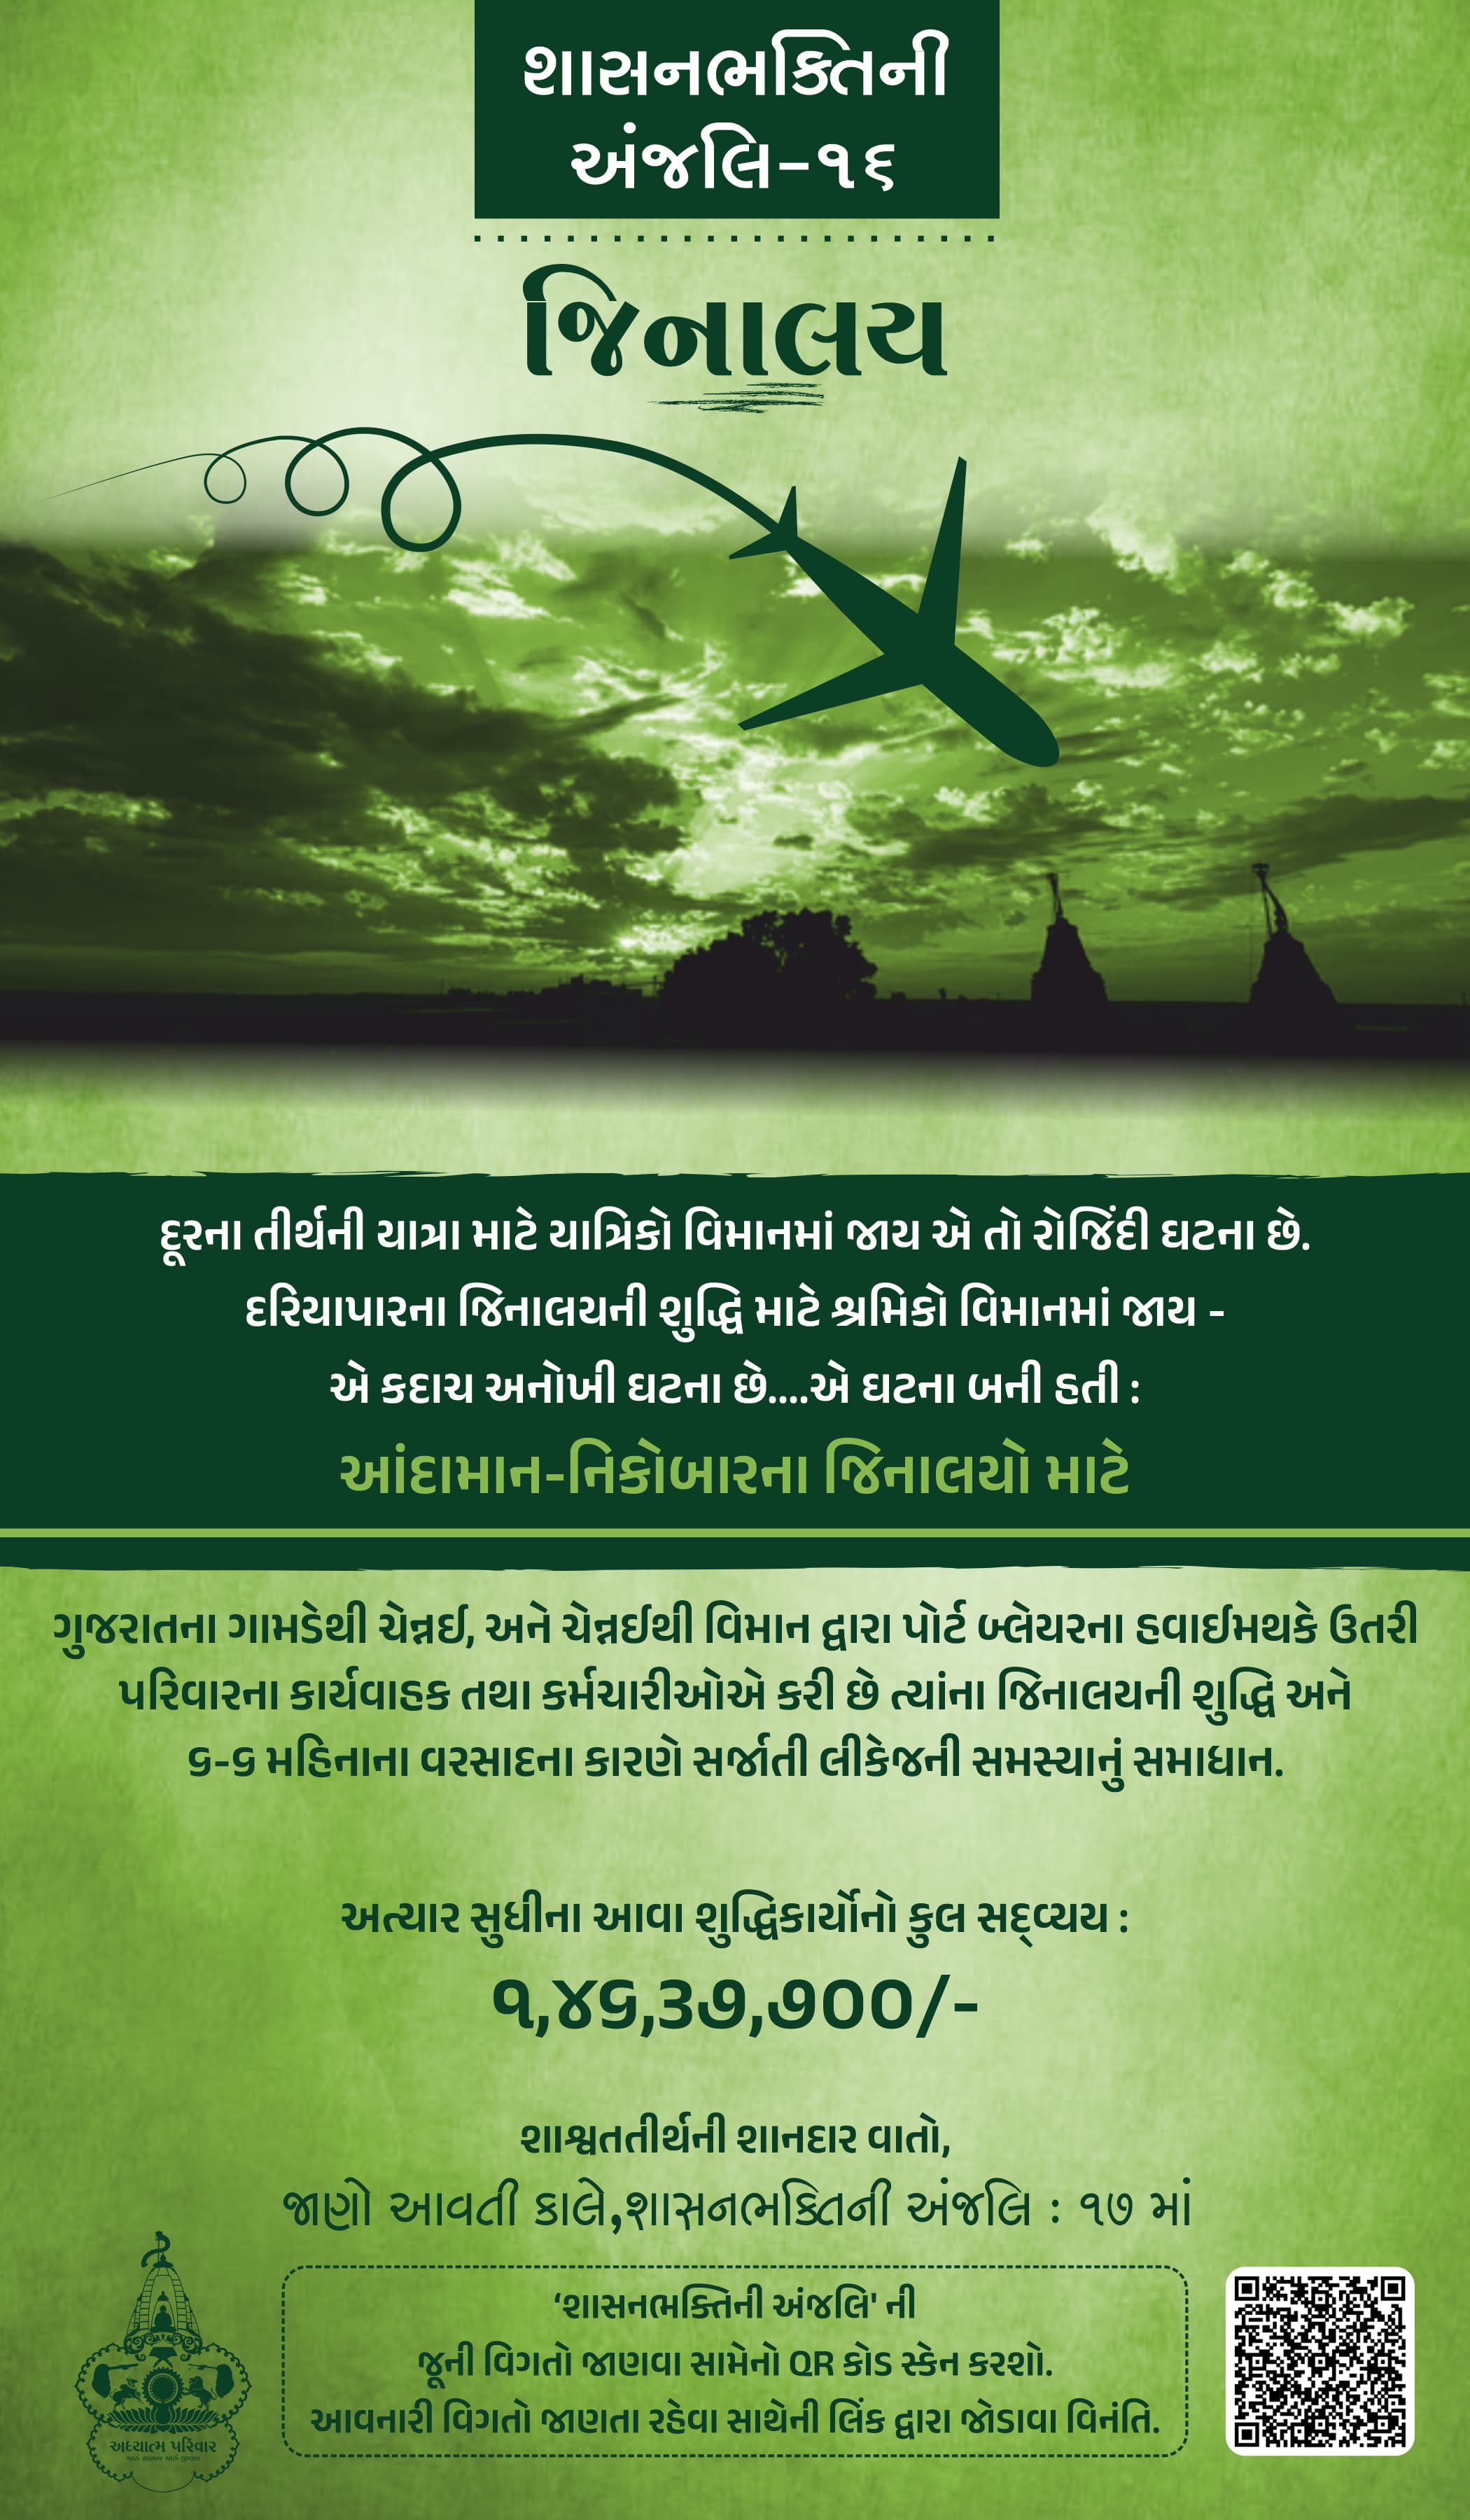 શાસનભક્તિની
અંજલિ-૧૬
જિનાલય
દૂરના તીર્થની યાત્રા માટે યાત્રિકો વિમાનમાં જાય એ તો રોજિંદી ઘટના છે.
દરિયાપારના જિનાલયની શુદ્ધિ માટે શ્રમિકો વિમાનમાં જાય -
એ કદાચ અનોખી ઘટના છે....એ ઘટના બની હતી :
આંદામાન-નિકોબારના જિનાલયો માટે
ગુજરાતના ગામડેથી ચેન્નઈ, અને ચેન્નઈથી વિમાન દ્વારા પોર્ટ બ્લેયરના હવાઈમથકે ઉતરી
પરિવારના કાર્યવાહક તથા કર્મચારીઓએ કરી છે ત્યાંના જિનાલયની શુદ્ધિ અને
૬-૬ મહિનાના વરસાદના કારણે સર્જાતી લીકેજની સમસ્યાનું સમાધાન.
અત્યાર સુધીના આવા શુદ્ધિકાર્યોનો કુલ સદ્વ્યય :
૧,૪૬,૩૭,૭૦૦/-
શાશ્વતતીર્થની શાનદાર વાતો,
જાણો આવતી કાલે,શાસનભક્તિની અંજલિ : ૧૭ માં
‘શાસનભક્તિની અંજલિ' ની
જૂની વિગતો જાણવા સામેનો QR કોડ સ્કેન કરશો.
આવનારી વિગતો જાણતા રહેવા સાથેની લિંક દ્વારા જોડાવા વિનંતિ.
અધ્યાત્મ પરિવાર